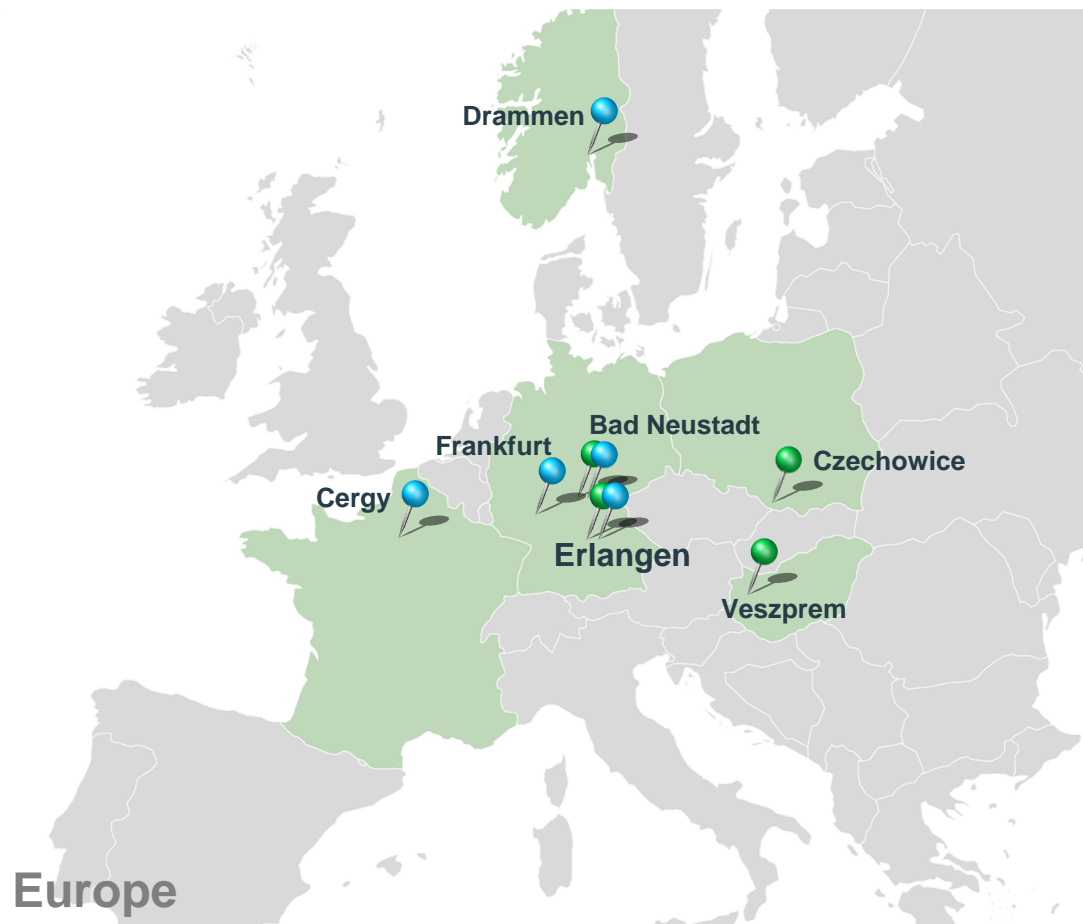 Drammen
Bad Neustadt
Frankfurt
Czechowice
Cergy
Erlangen
Veszprem
Europe